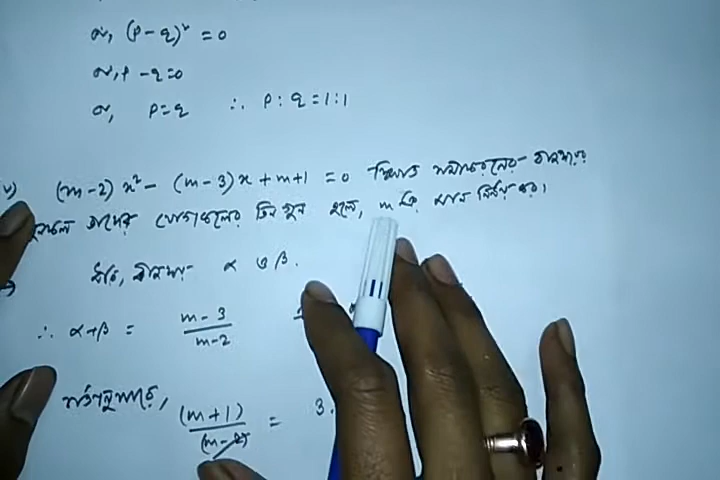 বা, (p - q)² = 0
বা, p - q = 0
বা, p = q ∴ p : q = 1 : 1
v) (m-2) x² - (m-3) x + m+1 = 0 দ্বিঘাত সমীকরণের বীজদ্বয়ের
গুনফল তাদের যোগফলের তিন গুন হলে, m এর মান নির্ণয় কর।
ধরি, বীজদ্বয় α ও β.
∴ α+β = m-3 / m-2
শর্তানুসারে, (m+1) / (m-2) = 3.